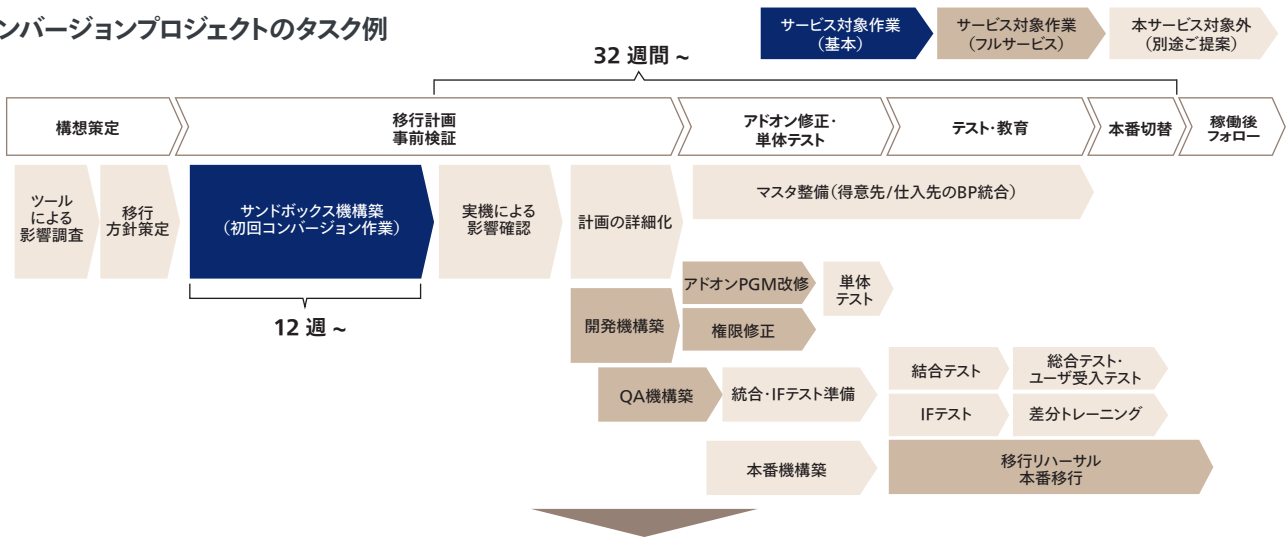 ンバージョンプロジェクトのタスク例
サービス対象作業
(基本)
サービス対象作業
(フルサービス)
本サービス対象外
(別途ご提案)
32 週間 ~
構想策定
移行計画
事前検証
アドオン修正・
単体テスト
テスト・教育
本番切替
稼働後
フォロー
ツール
による
影響調査
移行
方針策定
サンドボックス機構築
(初回コンバージョン作業)
実機による
影響確認
計画の詳細化
マスタ整備(得意先/仕入先のBP統合)
12 週 ~
アドオンPGM改修
単体
テスト
開発機構築
権限修正
QA機構築
統合・IFテスト準備
結合テスト
総合テスト・
ユーザ受入テスト
IFテスト
差分トレーニング
本番機構築
移行リハーサル
本番移行